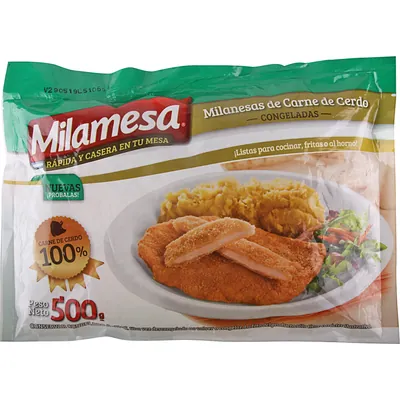 Milamesa
RÁPIDA Y CASERA EN TU MESA
Milanesas de Carne de Cerdo
CONGELADAS
¡Listas para cocinar, fritas o al horno!
NUEVAS
¡PROBALAS!
CARNE DE CERDO
100%
Peso
Neto 500g